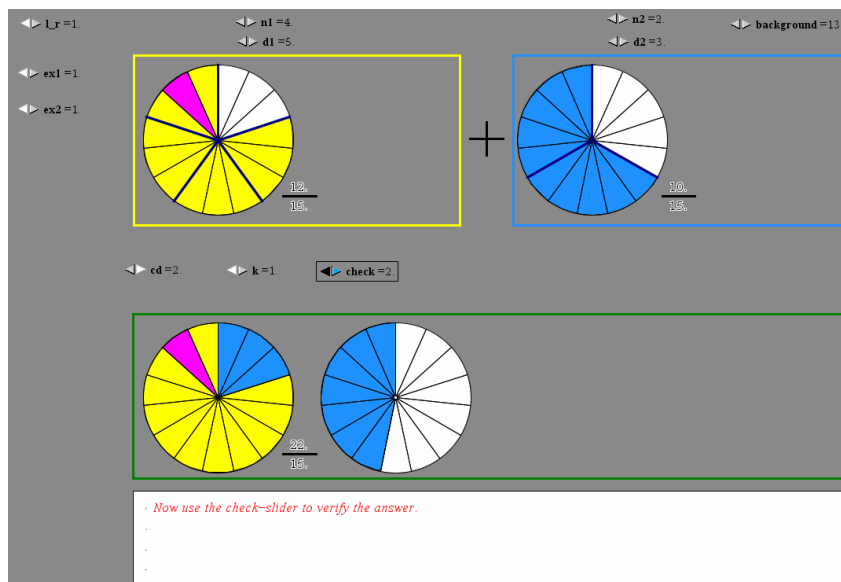 l_r =1.
n1 =4.
n2 =2.
background =13
d1 =5.
d2 =3.
ex1 =1.
ex2 =1.
12.
15.
10.
15.
cd =2.
k =1.
check =2.
22.
15.
Now use the check-slider to verify the answer.